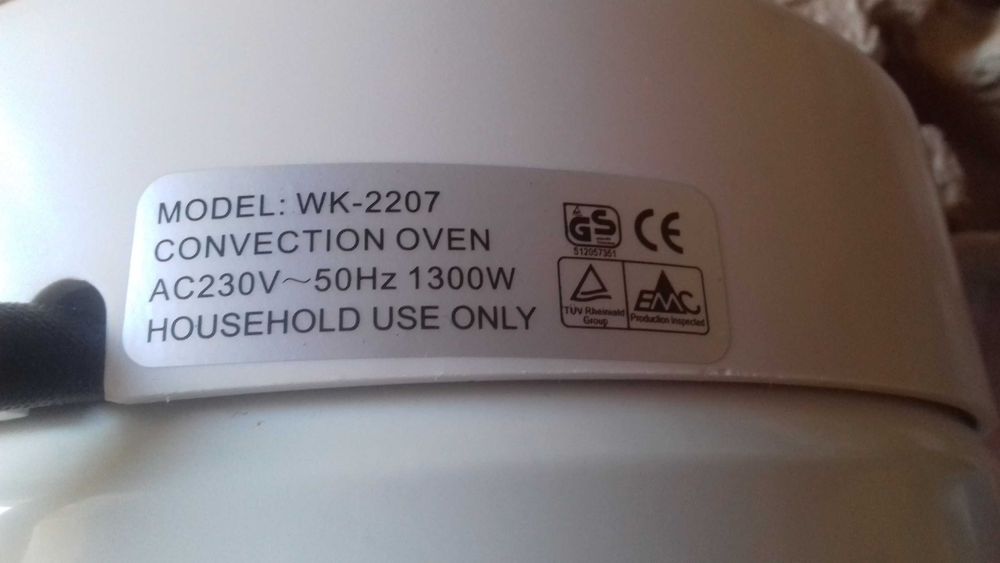 MODEL: WK-2207
CONVECTION OVEN
AC230V～50Hz 1300W
HOUSEHOLD USE ONLY
GS
CE
TÜV Rheinland
Group
EMC
Production Inspected